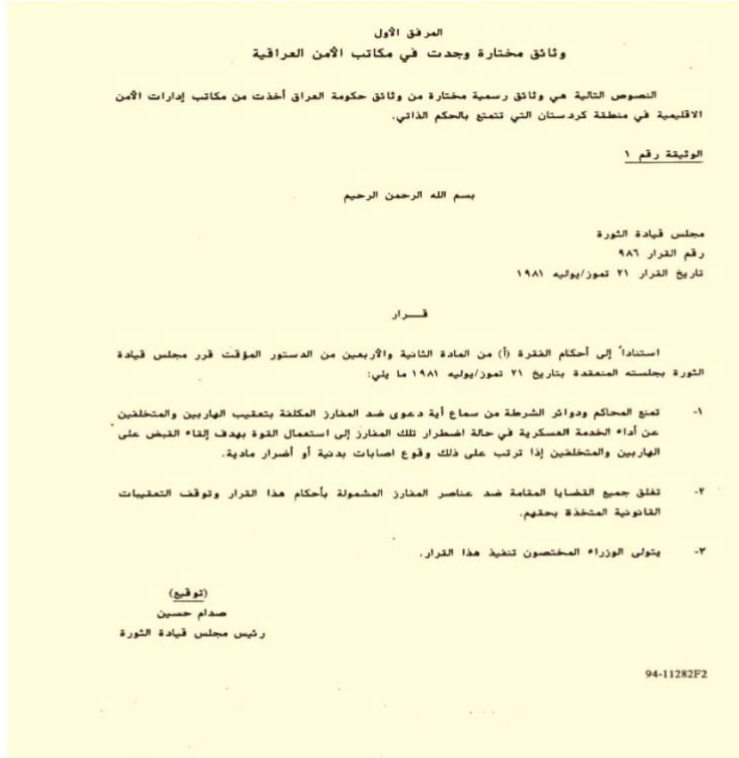 المرفق الأول
وثائق مختارة وجدت في مكاتب الأمن العراقية
النصوص التالية هي وثائق رسمية مختارة من وثائق حكومة العراق أخذت من مكاتب إدارات الأمن
الاقليمية في منطقة كردستان التي تتمتع بالحكم الذاتي.
الوثيقة رقم ١
بسم الله الرحمن الرحيم
مجلس قيادة الثورة
رقم القرار ٩٨٦
تاريخ القرار ٢١ تموز/يوليه ١٩٨١
قــرار
استناداً إلى أحكام الفقرة (أ) من المادة الثانية والأربعين من الدستور المؤقت قرر مجلس قيادة
الثورة بجلسته المنعقدة بتاريخ ٢١ تموز/يوليه ١٩٨١ ما يلي:
١- تمنع المحاكم ودوائر الشرطة من سماع أية دعوى ضد المفارز المكلفة بتعقيب الهاربين والمتخلفين
عن أداء الخدمة العسكرية في حالة اضطرار تلك المفارز إلى استعمال القوة بهدف إلقاء القبض على
الهاربين والمتخلفين إذا ترتب على ذلك وقوع اصابات بدنية أو أضرار مادية.
٢- تغلق جميع القضايا المقامة ضد عناصر المفارز المشمولة بأحكام هذا القرار وتوقف التعقيبات
القانونية المتخذة بحقهم.
٣- يتولى الوزراء المختصون تنفيذ هذا القرار.
(توقيع)
صدام حسين
رئيس مجلس قيادة الثورة
94-11282F2